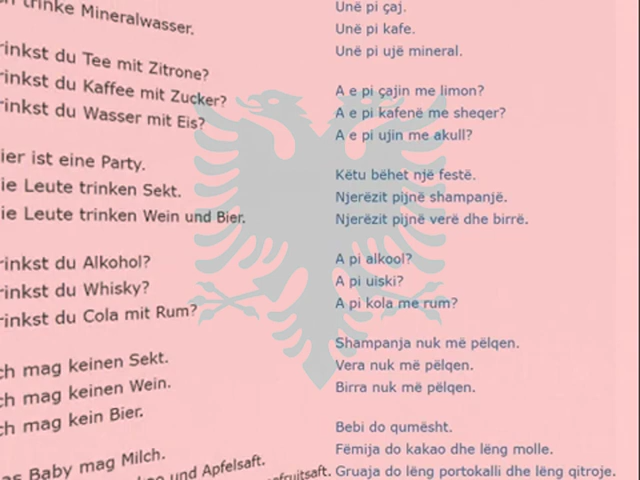 trinke Mineralwasser.
rinkst du Tee mit Zitrone?
rinkst du Kaffee mit Zucker?
rinkst du Wasser mit Eis?
ier ist eine Party.
ie Leute trinken Sekt.
ie Leute trinken Wein und Bier.
rinkst du Alkohol?
rinkst du Whisky?
rinkst du Cola mit Rum?
ch mag keinen Sekt.
ch mag keinen Wein.
ch mag kein Bier.
as Baby mag Milch.
und Apfelsaft.
efruitsaft.
Unë pi çaj.
Unë pi kafe.
Unë pi ujë mineral.
A e pi çajin me limon?
A e pi kafenë me sheqer?
A e pi ujin me akull?
Këtu bëhet një festë.
Njerëzit pijnë shampanjë.
Njerëzit pijnë verë dhe birrë.
A pi alkool?
A pi uiski?
A pi kola me rum?
Shampanja nuk më pëlqen.
Vera nuk më pëlqen.
Birra nuk më pëlqen.
Bebi do qumësht.
Fëmija do kakao dhe lëng molle.
Gruaja do lëng portokalli dhe lëng qitroje.